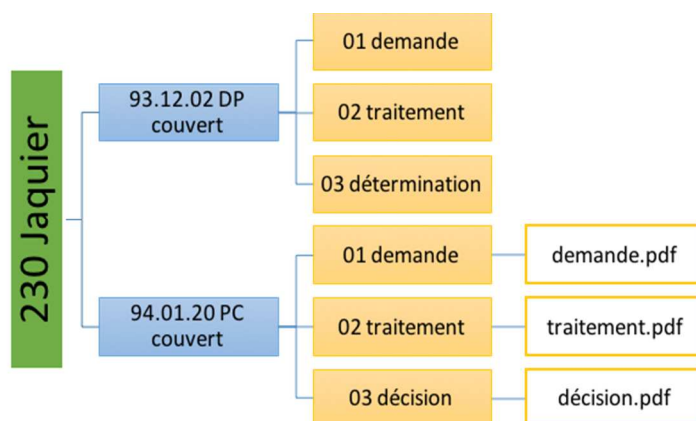 230 Jaquier
93.12.02 DP
couvert
01 demande
02 traitement
03 détermination
94.01.20 PC
couvert
01 demande
demande.pdf
02 traitement
traitement.pdf
03 décision
décision.pdf